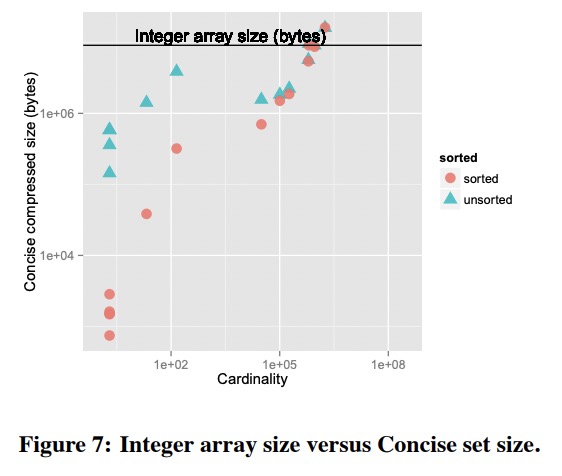 Integer array size (bytes)
Concise compressed size (bytes)
1e+06
1e+04
1e+02
1e+05
1e+08
Cardinality
sorted
sorted
unsorted
Figure 7: Integer array size versus Concise set size.